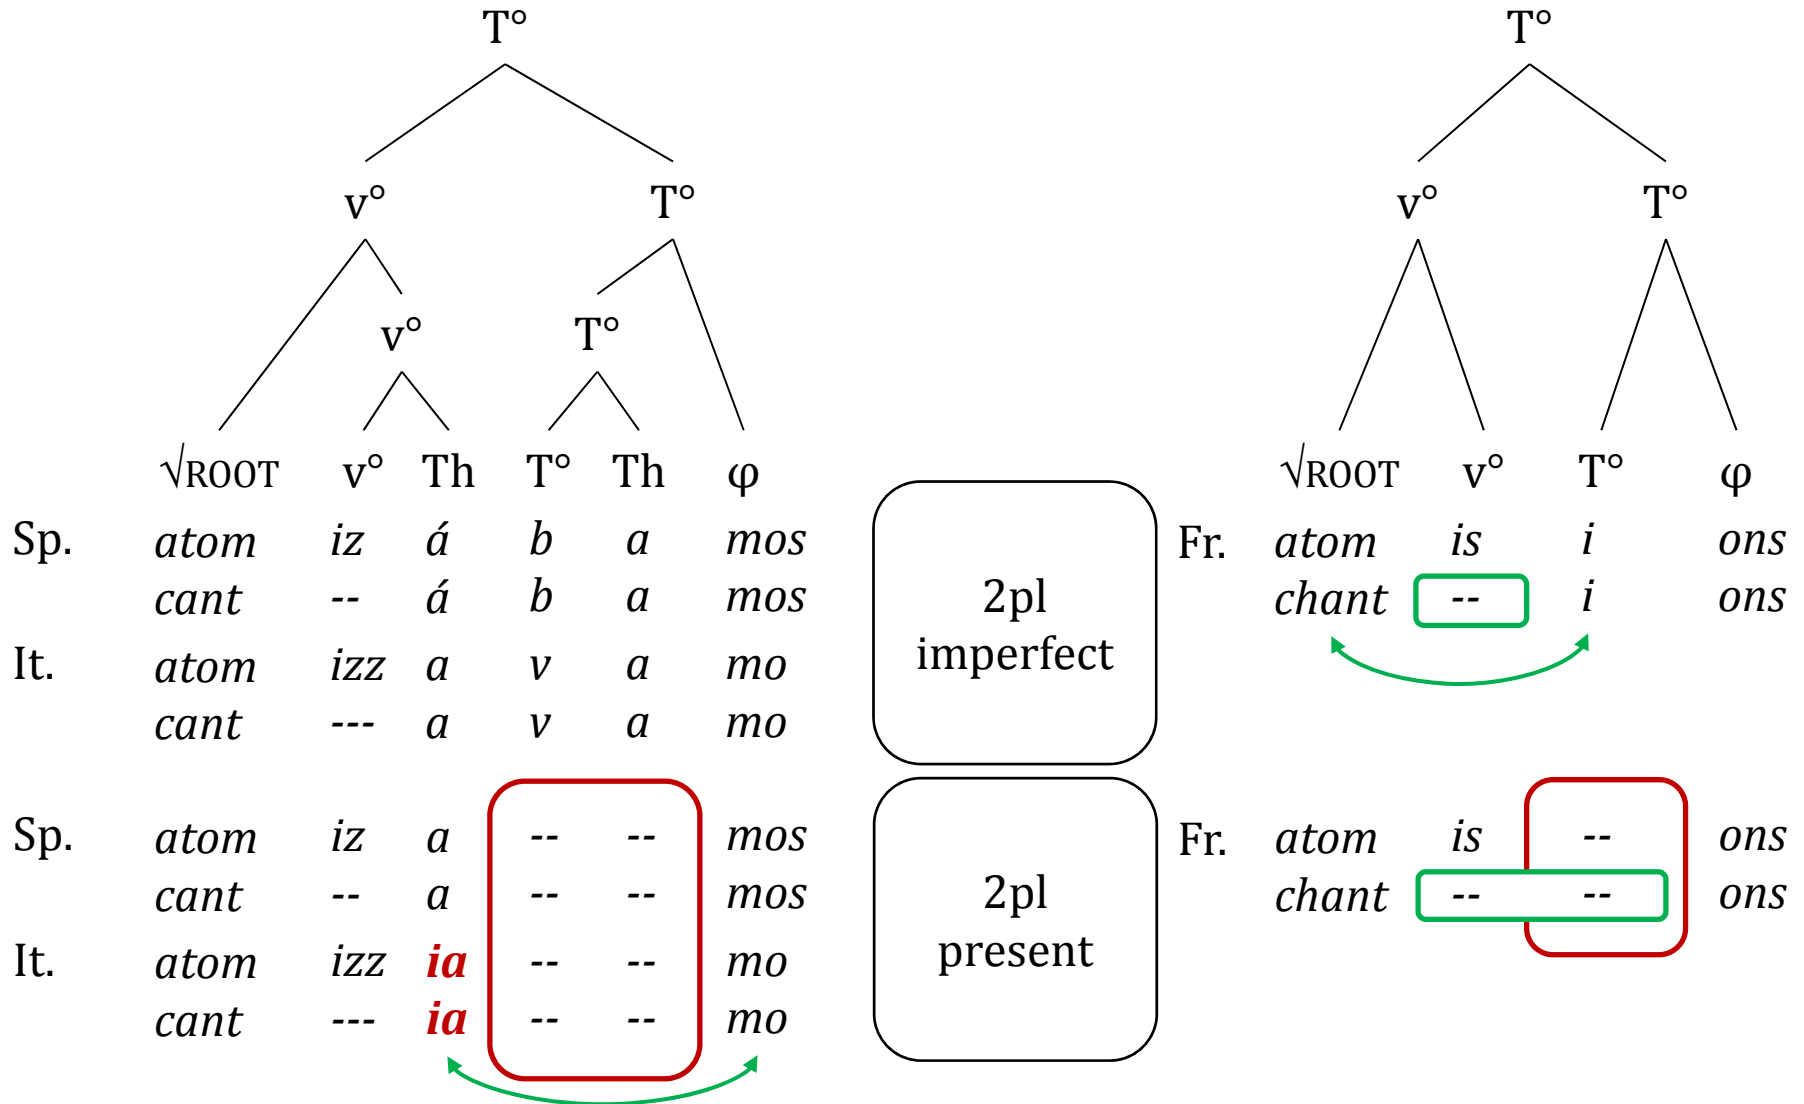 T° T°
v° T° v° T°
v° T°
√ROOT v° Th T° Th φ √ROOT v° T° φ
Sp. atom iz á b a mos Fr. atom is i ons
cant -- á b a mos 2pl chant -- i ons
imperfect
It. atom izz a v a mo
cant --- a v a mo
Sp. atom iz a -- -- mos Fr. atom is -- ons
cant -- a -- -- mos 2pl chant -- -- ons
present
It. atom izz ia -- -- mo
cant --- ia -- -- mo